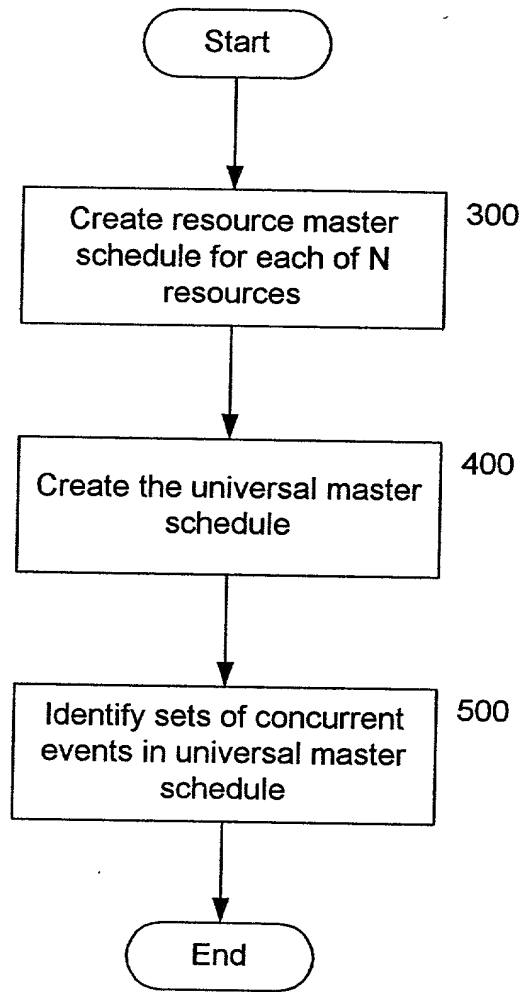 Start
Create resource master
schedule for each of N
resources
300
Create the universal master
schedule
400
Identify sets of concurrent
events in universal master
schedule
500
End